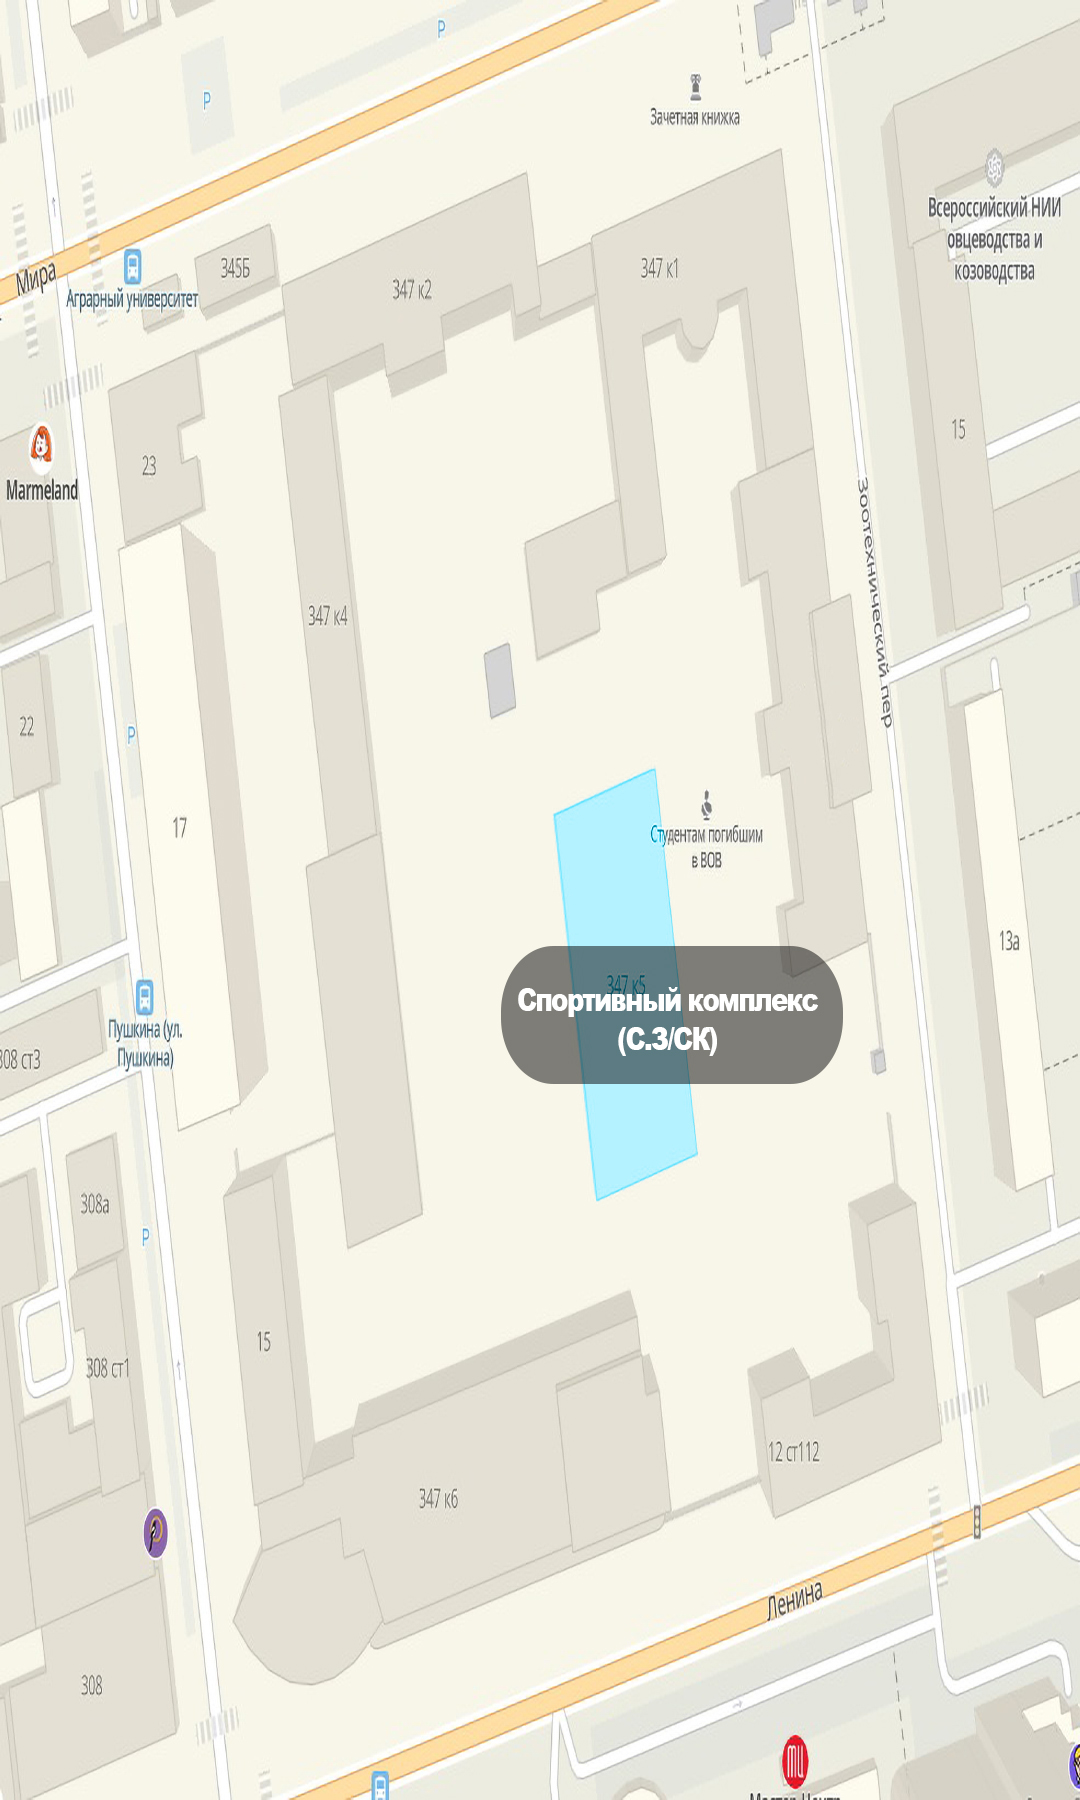 P
P
Зачетная книжка
Всероссийский НИИ
овцеводства и
козоводства
Мира
345Б
347 к2
347 к1
Аграрный университет
15
23
Marmeland
Зоотехнический пер
347 к4
22
P
17
Студентам погибшим
в ВОВ
13а
347 к5
Спортивный комплекс
(С.З/СК)
Пушкина (ул.
Пушкина)
308 ст3
308а
P
15
308 ст1
12 ст112
347 к6
Ленина
308